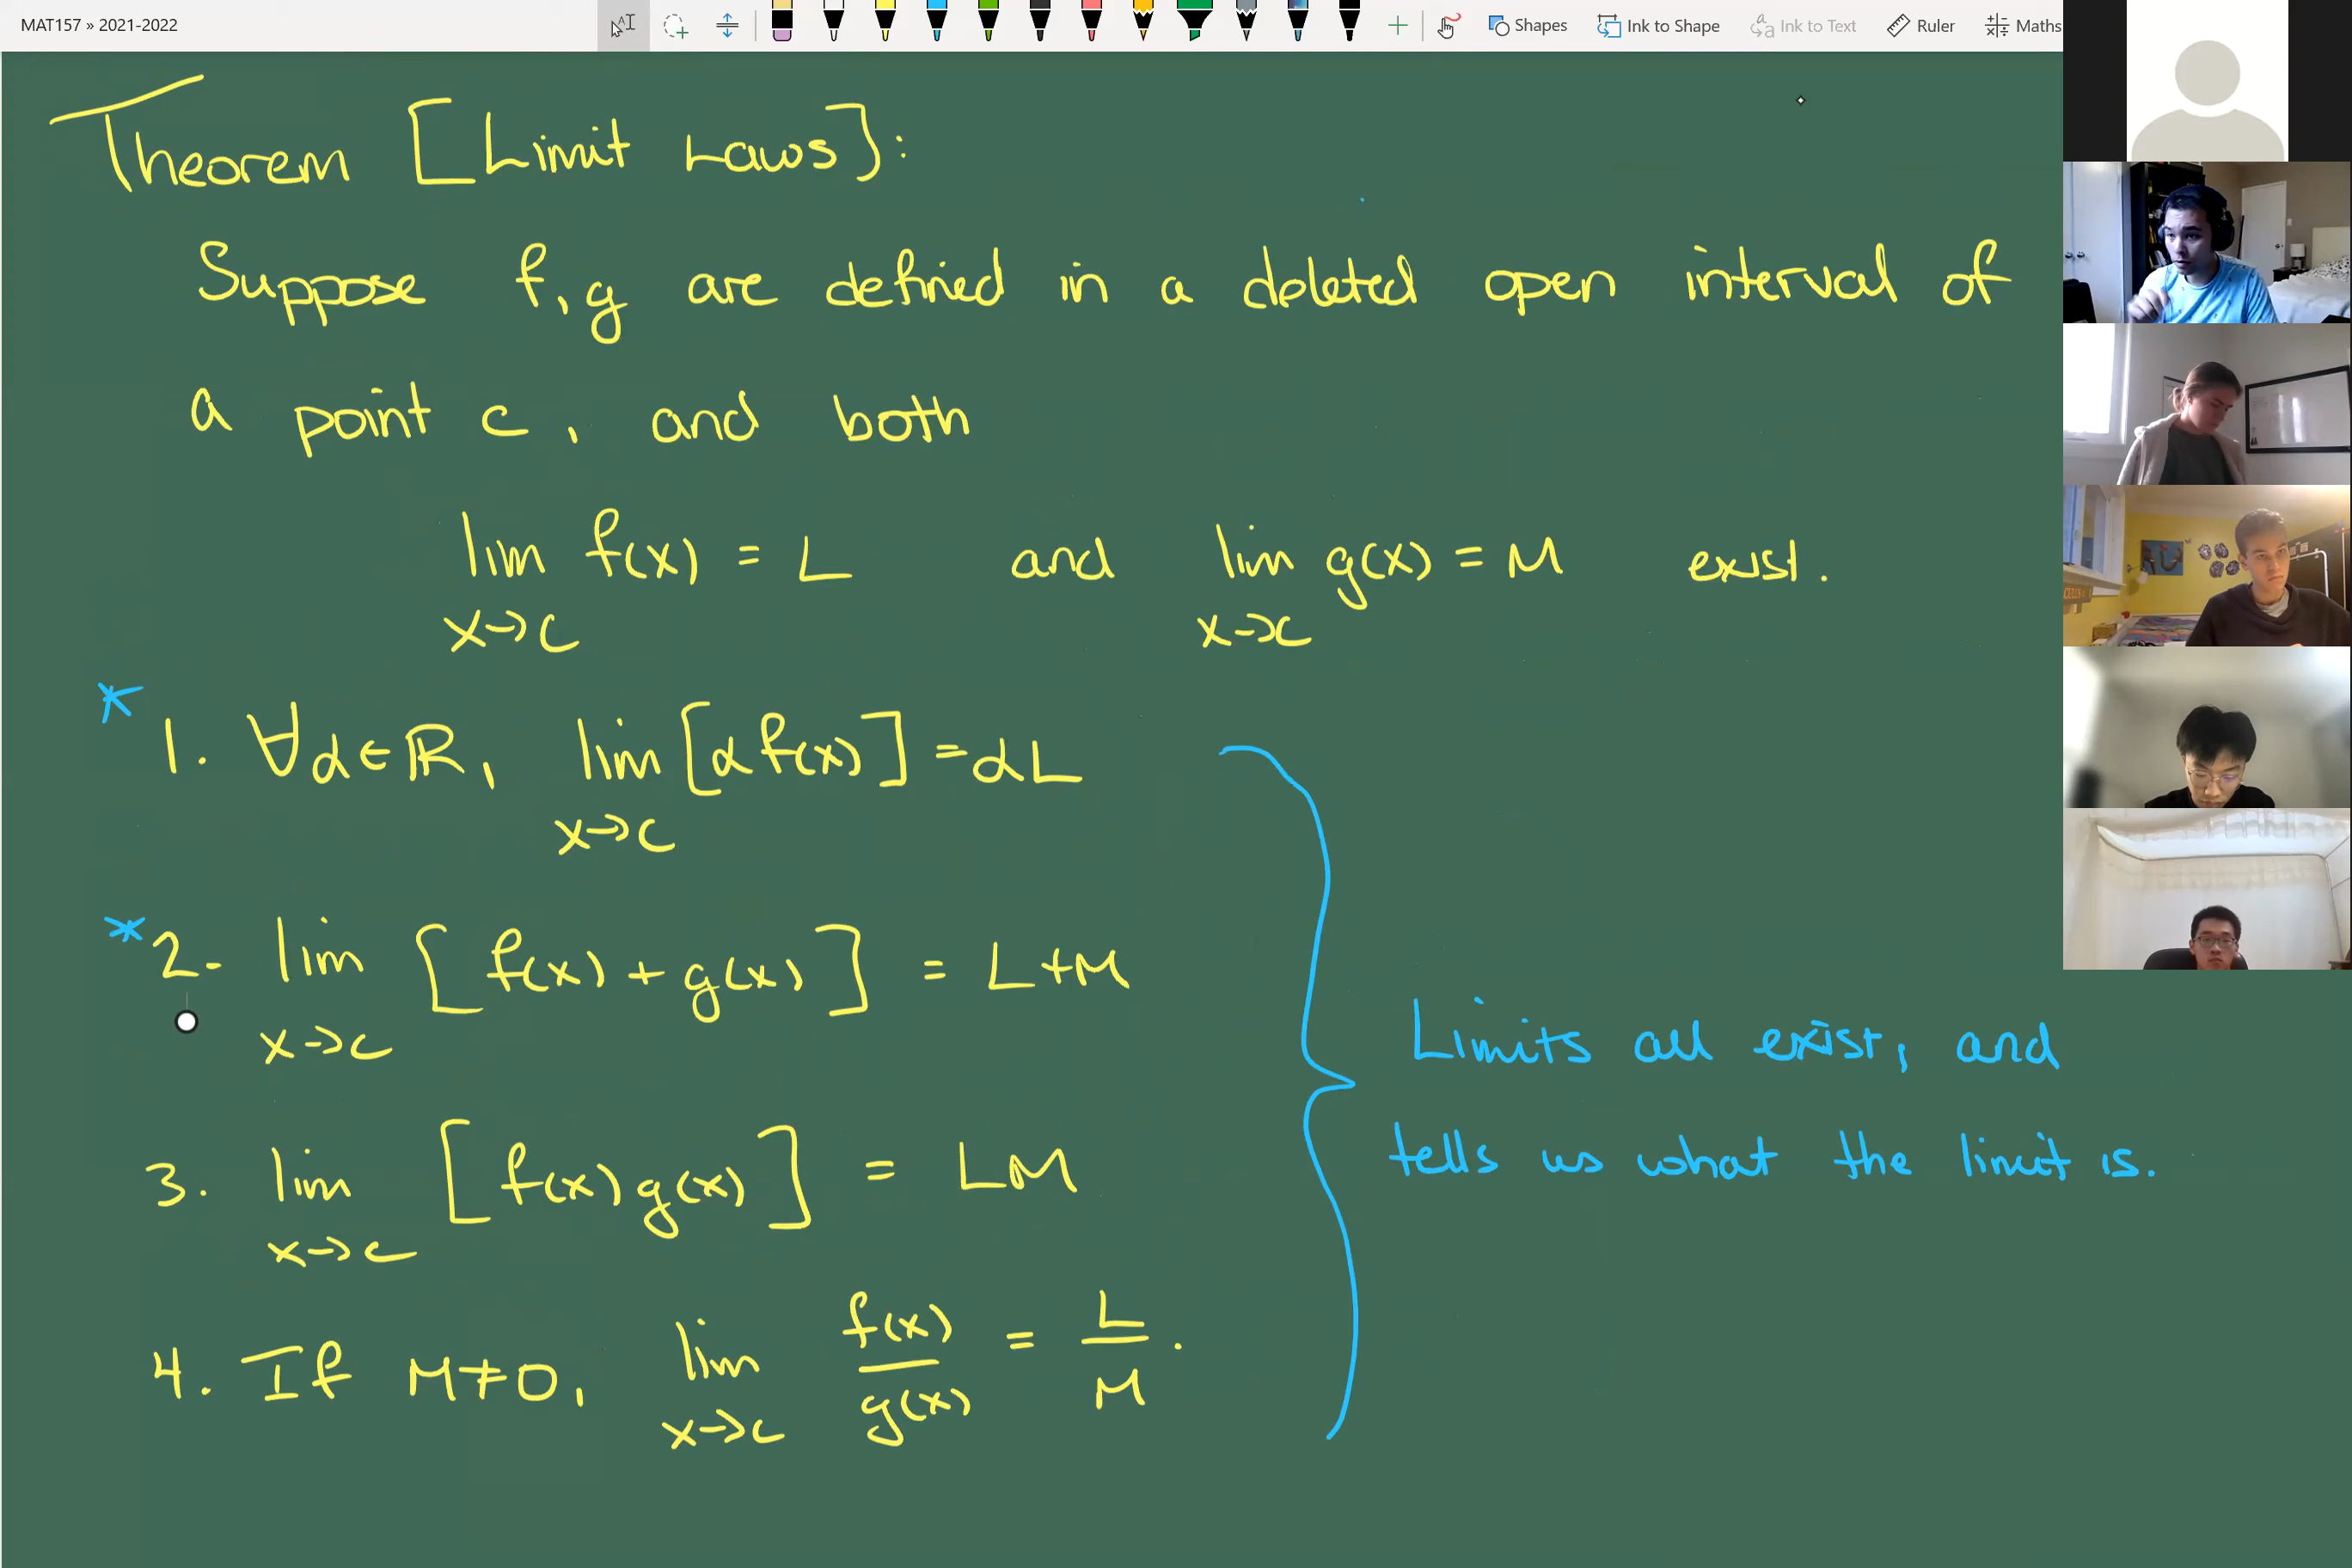 MAT157 » 2021-2022
Shapes Ink to Shape Ink to Text Ruler Maths
Theorem [Limit Laws]:
Suppose f, g are defined in a deleted open interval of
a point c, and both
lim f(x) = L and lim g(x) = M exist.
x→c x→c
* 1. ∀α∈ℝ, lim [αf(x)] = αL
x→c
* 2- lim [f(x) + g(x)] = L+M
x→c
Limits all exist, and
tells us what the limit is.
3. lim [f(x) g(x)] = LM
x→c
4. If M≠0, lim f(x)/g(x) = L/M.
x→c